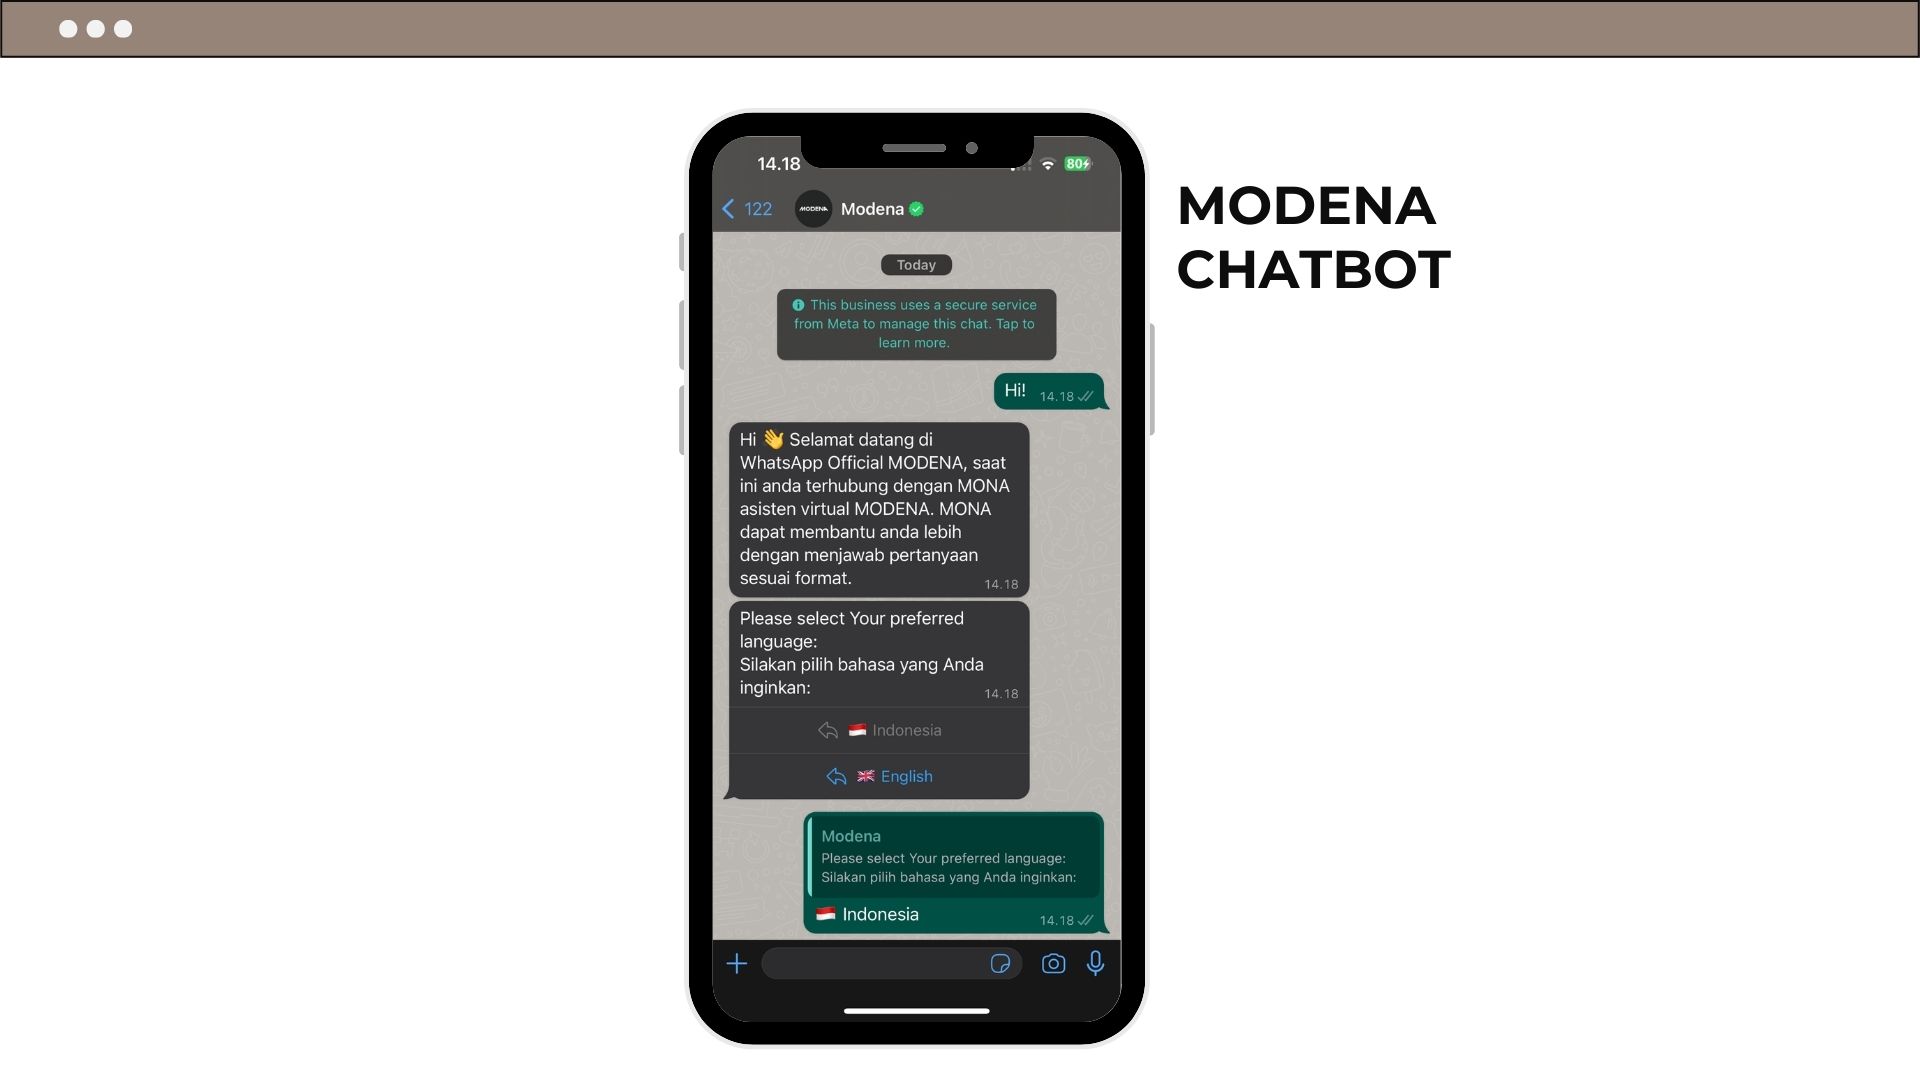 14.18
80
122
MODENA
Modena
Today
This business uses a secure service
from Meta to manage this chat. Tap to
learn more.
Hi!
14.18
Hi 👋 Selamat datang di
WhatsApp Official MODENA, saat
ini anda terhubung dengan MONA
asisten virtual MODENA. MONA
dapat membantu anda lebih
dengan menjawab pertanyaan
sesuai format.
14.18
Please select Your preferred
language:
Silakan pilih bahasa yang Anda
inginkan:
14.18
🇮🇩 Indonesia
🇬🇧 English
Modena
Please select Your preferred language:
Silakan pilih bahasa yang Anda inginkan:
🇮🇩 Indonesia
14.18
MODENA
CHATBOT